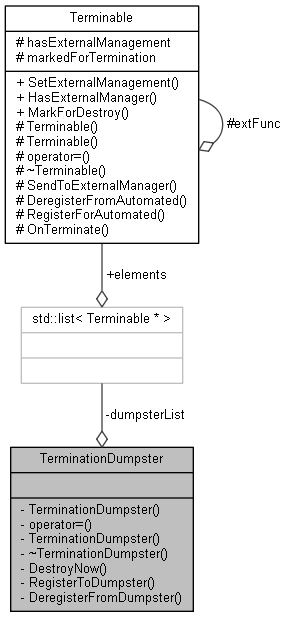 Terminable
# hasExternalManagement
# markedForTermination
+ SetExternalManagement()
+ HasExternalManager()
+ MarkForDestroy()
# Terminable()
# Terminable()
# operator=()
# ~Terminable()
# SendToExternalManager()
# DeregisterFromAutomated()
# RegisterForAutomated()
# OnTerminate()
#extFunc
+elements
std::list< Terminable * >
-dumpsterList
TerminationDumpster
- TerminationDumpster()
- operator=()
- TerminationDumpster()
- ~TerminationDumpster()
- DestroyNow()
- RegisterToDumpster()
- DeregisterFromDumpster()